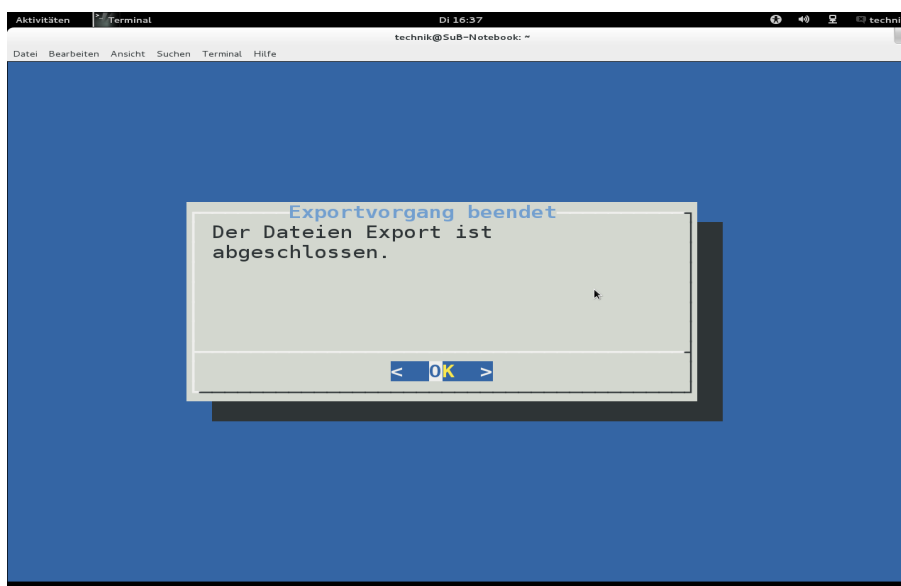 Aktivitäten Terminal Di 16:37 techni
technik@SuB-Notebook: ~
Datei Bearbeiten Ansicht Suchen Terminal Hilfe
Exportvorgang beendet
Der Dateien Export ist
abgeschlossen.
< OK >